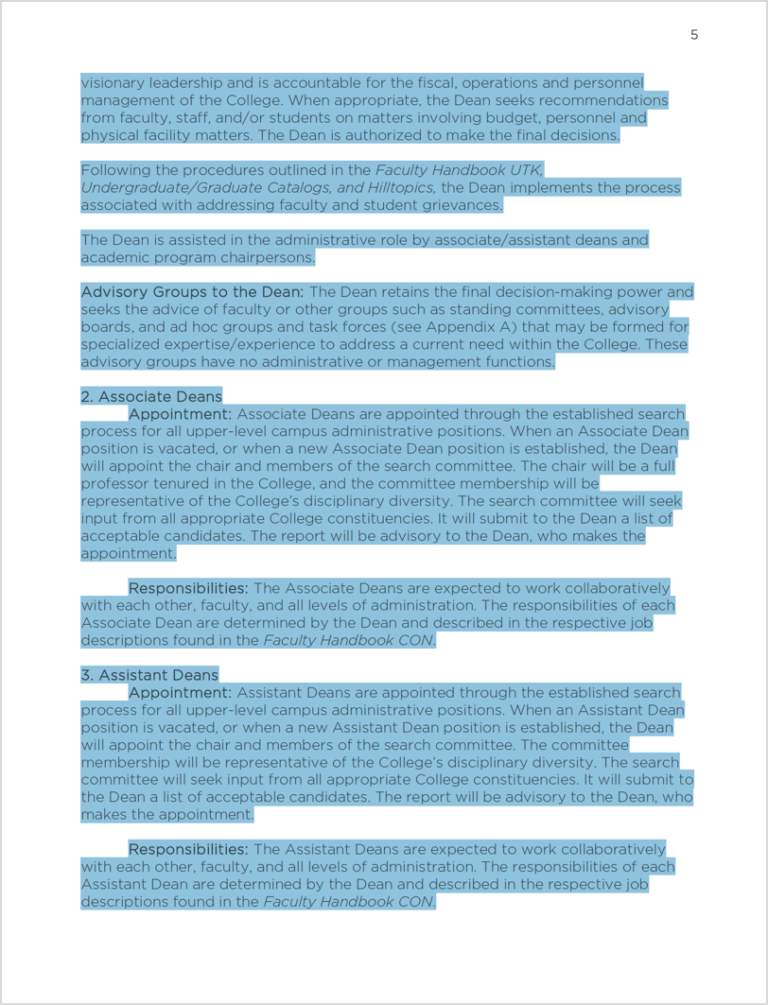 5
visionary leadership and is accountable for the fiscal, operations and personnel
management of the College. When appropriate, the Dean seeks recommendations
from faculty, staff, and/or students on matters involving budget, personnel and
physical facility matters. The Dean is authorized to make the final decisions.
Following the procedures outlined in the Faculty Handbook UTK,
Undergraduate/Graduate Catalogs, and Hilltopics, the Dean implements the process
associated with addressing faculty and student grievances.
The Dean is assisted in the administrative role by associate/assistant deans and
academic program chairpersons.
Advisory Groups to the Dean: The Dean retains the final decision-making power and
seeks the advice of faculty or other groups such as standing committees, advisory
boards, and ad hoc groups and task forces (see Appendix A) that may be formed for
specialized expertise/experience to address a current need within the College. These
advisory groups have no administrative or management functions.
2. Associate Deans
Appointment: Associate Deans are appointed through the established search
process for all upper-level campus administrative positions. When an Associate Dean
position is vacated, or when a new Associate Dean position is established, the Dean
will appoint the chair and members of the search committee. The chair will be a full
professor tenured in the College, and the committee membership will be
representative of the College's disciplinary diversity. The search committee will seek
input from all appropriate College constituencies. It will submit to the Dean a list of
acceptable candidates. The report will be advisory to the Dean, who makes the
appointment.
Responsibilities: The Associate Deans are expected to work collaboratively
with each other, faculty, and all levels of administration. The responsibilities of each
Associate Dean are determined by the Dean and described in the respective job
descriptions found in the Faculty Handbook CON.
3. Assistant Deans
Appointment: Assistant Deans are appointed through the established search
process for all upper-level campus administrative positions. When an Assistant Dean
position is vacated, or when a new Assistant Dean position is established, the Dean
will appoint the chair and members of the search committee. The committee
membership will be representative of the College's disciplinary diversity. The search
committee will seek input from all appropriate College constituencies. It will submit to
the Dean a list of acceptable candidates. The report will be advisory to the Dean, who
makes the appointment.
Responsibilities: The Assistant Deans are expected to work collaboratively
with each other, faculty, and all levels of administration. The responsibilities of each
Assistant Dean are determined by the Dean and described in the respective job
descriptions found in the Faculty Handbook CON.